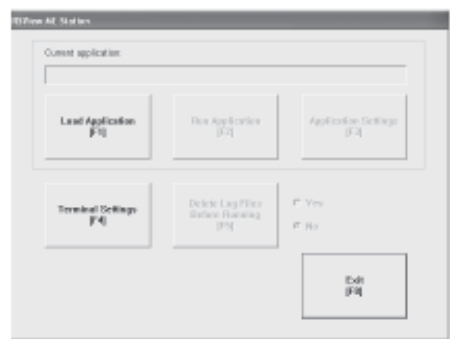 RSView ME Station
Current application:
Load Application
[F1]
Run Application
[F2]
Application Settings
[F3]
Terminal Settings
[F4]
Delete Log Files
Before Running
[F5]
Yes
No
Exit
[F8]